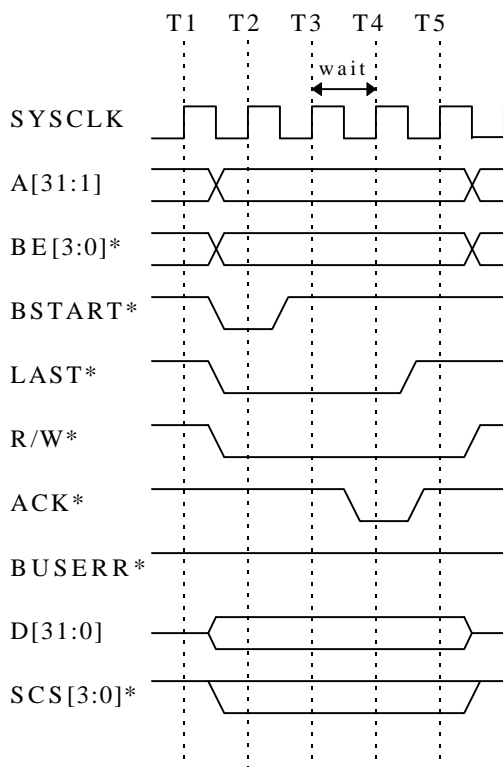 T1 T2 T3 T4 T5
wait
SYSCLK
A[31:1]
BE[3:0]*
BSTART*
LAST*
R/W*
ACK*
BUSERR*
D[31:0]
SCS[3:0]*